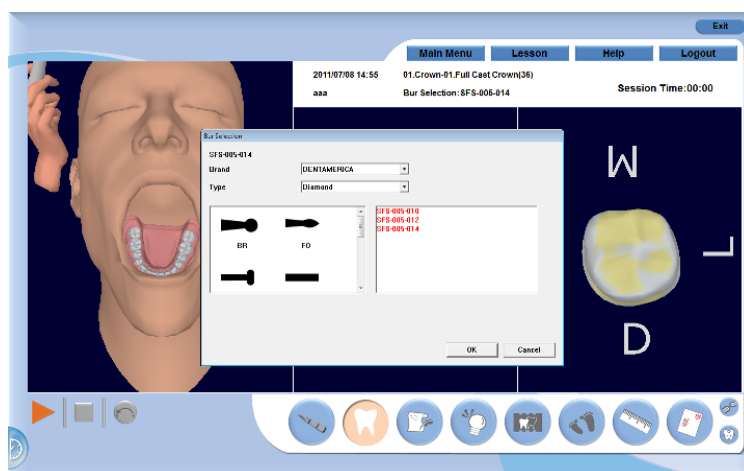 Exit
Main Menu Lesson Help Logout
2011/07/08 14:55 01.Crown-01.Full Cast Crown(36)
aaa Bur Selection:SFS-005-014 Session Time:00:00
Bur Selection
SFS-005-014
Brand DENTAMERICA
Type Diamond
SFS-005-010
SFS-005-012
SFS-005-014
BR FO
OK Cancel
M
L
D